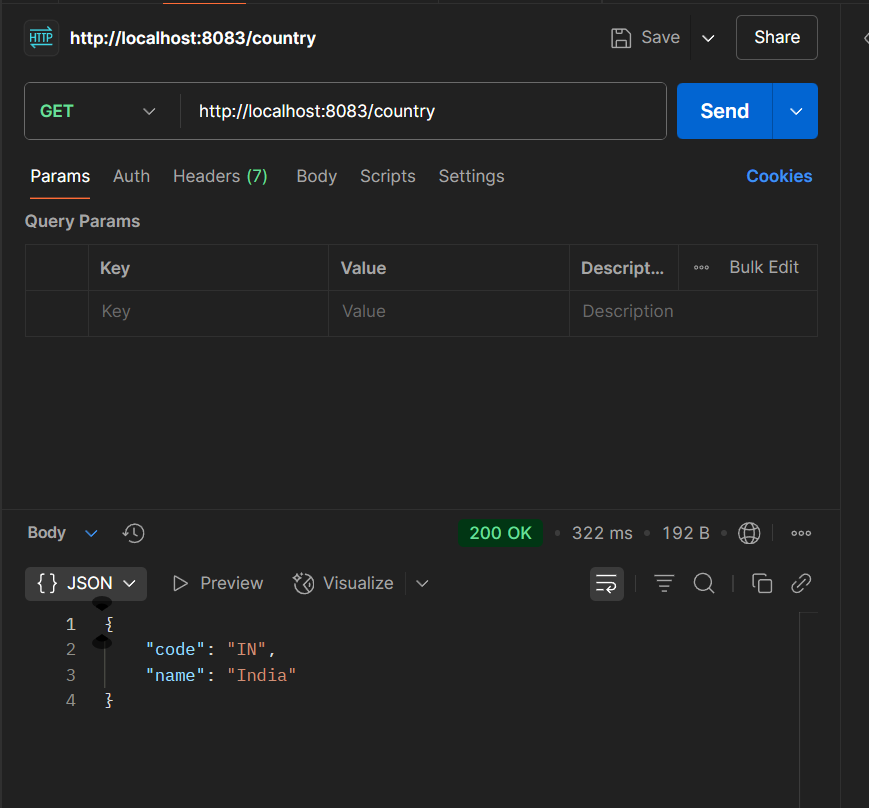 HTTP http://localhost:8083/country Save Share
GET http://localhost:8083/country Send
Params Auth Headers (7) Body Scripts Settings Cookies
Query Params
Key Value Descript... Bulk Edit
Key Value Description
Body 200 OK • 322 ms • 192 B •
{} JSON Preview Visualize
1 {
2 "code": "IN",
3 "name": "India"
4 }